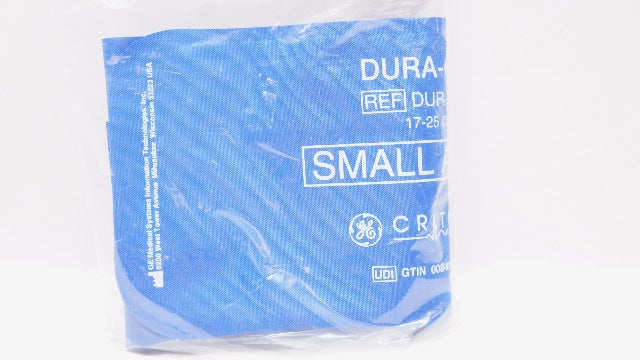 DURA-
REF DUR-
17-25
SMALL
GE CRIT
UDI GTIN 0084
GE Medical Systems Information Technologies, Inc.
8200 West Tower Avenue Milwaukee, Wisconsin 53223 USA